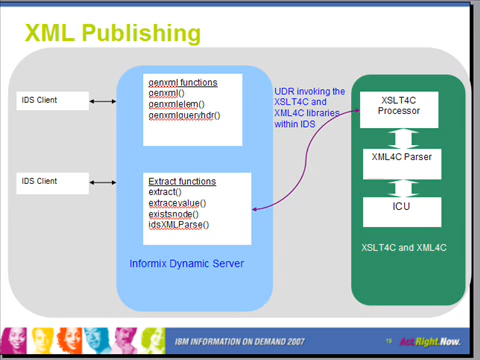 XML Publishing
IDS Client
genxml functions
genxml()
genxmlelem()
genxmlqueryhdr()
UDR invoking the
XSLT4C and
XML4C libraries
within IDS
XSLT4C
Processor
XML4C Parser
ICU
XSLT4C and XML4C
IDS Client
Extract functions
extract()
extracevalue()
existsnode()
idsXMLParse()
Informix Dynamic Server
IBM INFORMATION ON DEMAND 2007
Act.Right.Now.